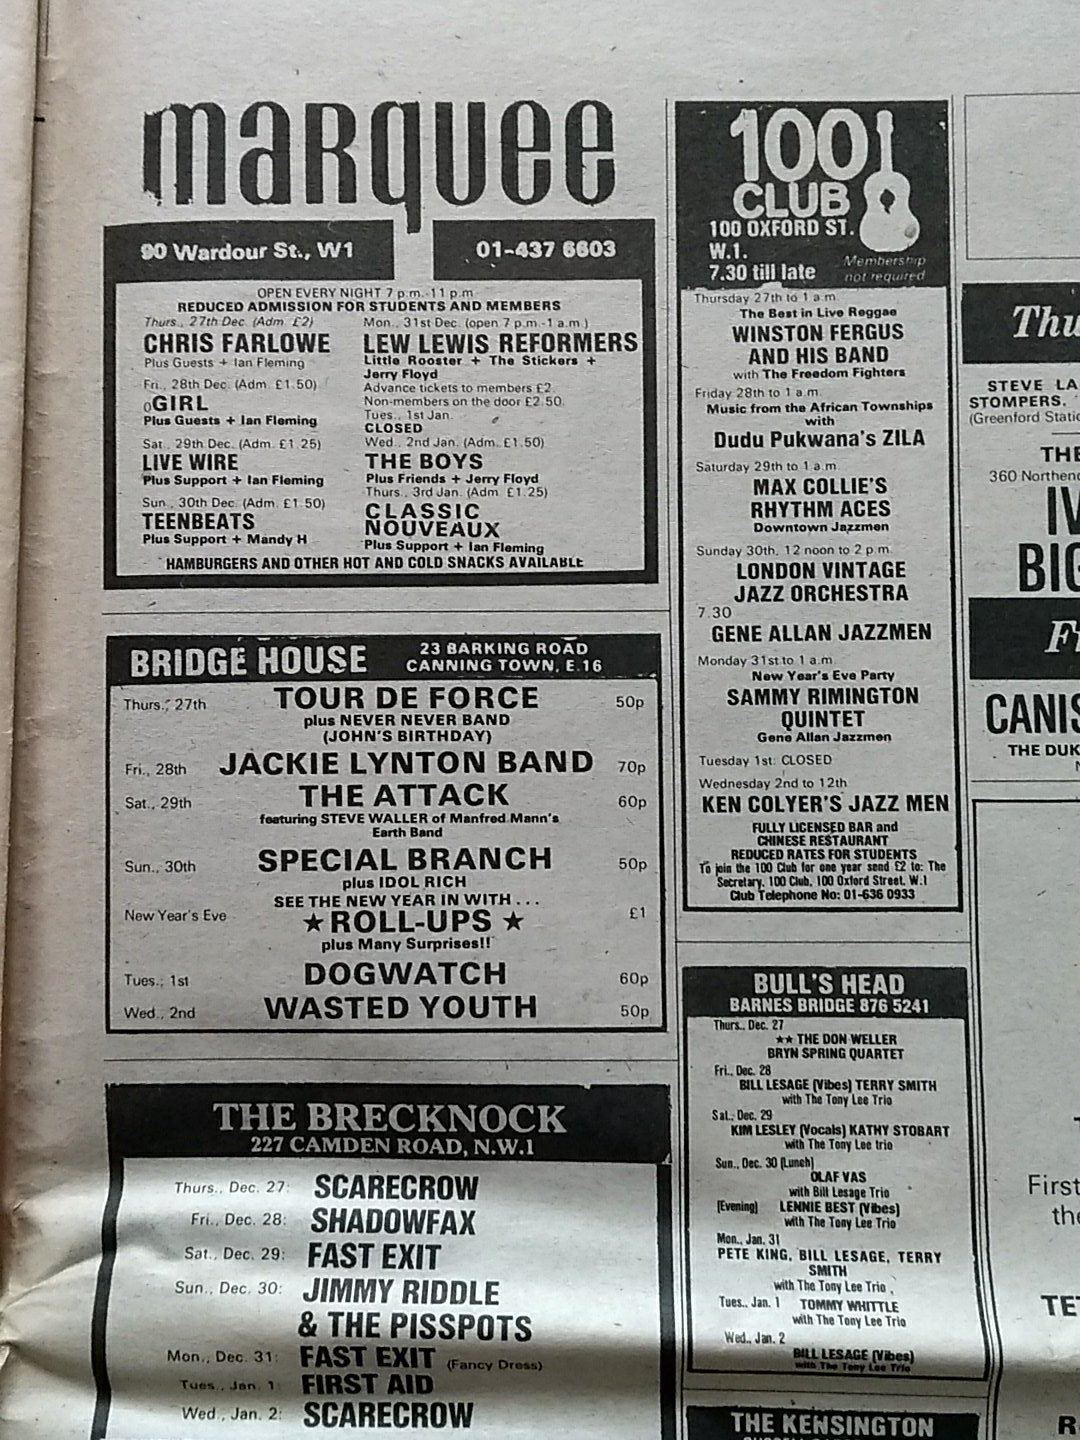 marquee
90 Wardour St., W1
01-437 6603
OPEN EVERY NIGHT 7 p.m.-11 p.m.
REDUCED ADMISSION FOR STUDENTS AND MEMBERS
Thurs., 27th Dec. (Adm. £2)
CHRIS FARLOWE
Plus Guests + Ian Fleming
Fri., 28th Dec. (Adm. £1.50)
GIRL
Plus Guests + Ian Fleming
Sat., 29th Dec. (Adm. £1.25)
LIVE WIRE
Plus Support + Ian Fleming
Sun., 30th Dec. (Adm. £1.50)
TEENBEATS
Plus Support + Mandy H
Mon., 31st Dec. (open 7 p.m.-1 a.m.)
LEW LEWIS REFORMERS
Little Rooster + The Stickers +
Jerry Floyd
Advance tickets to members £2.
Non-members on the door £2.50.
Tues., 1st Jan.
CLOSED
Wed., 2nd Jan. (Adm. £1.50)
THE BOYS
Plus Friends + Jerry Floyd
Thurs., 3rd Jan. (Adm. £1.25)
CLASSIC
NOUVEAUX
Plus Support + Ian Fleming
HAMBURGERS AND OTHER HOT AND COLD SNACKS AVAILABLE
BRIDGE HOUSE
23 BARKING ROAD
CANNING TOWN, E.16
Thurs., 27th TOUR DE FORCE 50p
plus NEVER NEVER BAND
(JOHN'S BIRTHDAY)
Fri., 28th JACKIE LYNTON BAND 70p
Sat., 29th THE ATTACK 60p
featuring STEVE WALLER of Manfred Mann's
Earth Band
Sun., 30th SPECIAL BRANCH 50p
plus IDOL RICH
SEE THE NEW YEAR IN WITH . . .
New Year's Eve ★ ROLL-UPS ★ £1
plus Many Surprises!!
Tues., 1st DOGWATCH 60p
Wed., 2nd WASTED YOUTH 50p
THE BRECKNOCK
227 CAMDEN ROAD, N.W.1
Thurs., Dec. 27: SCARECROW
Fri., Dec. 28: SHADOWFAX
Sat., Dec. 29: FAST EXIT
Sun., Dec. 30: JIMMY RIDDLE
& THE PISSPOTS
Mon., Dec. 31: FAST EXIT (Fancy Dress)
Tues., Jan. 1: FIRST AID
Wed., Jan. 2: SCARECROW
100
CLUB
100 OXFORD ST.
W.1.
7.30 till late
Membership
not required
Thursday 27th to 1 a.m.
The Best in Live Reggae
WINSTON FERGUS
AND HIS BAND
with The Freedom Fighters
Friday 28th to 1 a.m.
Music from the African Townships
with
Dudu Pukwana's ZILA
Saturday 29th to 1 a.m.
MAX COLLIE'S
RHYTHM ACES
Downtown Jazzmen
Sunday 30th, 12 noon to 2 p.m.
LONDON VINTAGE
JAZZ ORCHESTRA
7.30
GENE ALLAN JAZZMEN
Monday 31st to 1 a.m.
New Year's Eve Party
SAMMY RIMINGTON
QUINTET
Gene Allan Jazzmen
Tuesday 1st: CLOSED
Wednesday 2nd to 12th
KEN COLYER'S JAZZ MEN
FULLY LICENSED BAR and
CHINESE RESTAURANT
REDUCED RATES FOR STUDENTS
To join the 100 Club for one year send £2 to: The
Secretary, 100 Club, 100 Oxford Street, W.1
Club Telephone No: 01-636 0933
BULL'S HEAD
BARNES BRIDGE 876 5241
Thurs., Dec. 27
★★ THE DON WELLER
BRYN SPRING QUARTET
Fri., Dec. 28
BILL LESAGE (Vibes) TERRY SMITH
with The Tony Lee Trio
Sat., Dec. 29
KIM LESLEY (Vocals) KATHY STOBART
with The Tony Lee trio
Sun., Dec. 30 (Lunch)
OLAF VAS
with Bill Lesage Trio
(Evening) LENNIE BEST (Vibes)
with The Tony Lee Trio
Mon., Jan. 31
PETE KING, BILL LESAGE, TERRY
SMITH
with The Tony Lee Trio
Tues., Jan. 1 TOMMY WHITTLE
with The Tony Lee Trio
Wed., Jan. 2
BILL LESAGE (Vibes)
with The Tony Lee Trio
THE KENSINGTON
Thu
STEVE LA
STOMPERS.
(Greenford Static
THE
360 Northend
IV
BIG
F
CANIS
THE DUK
First
the
TET
R